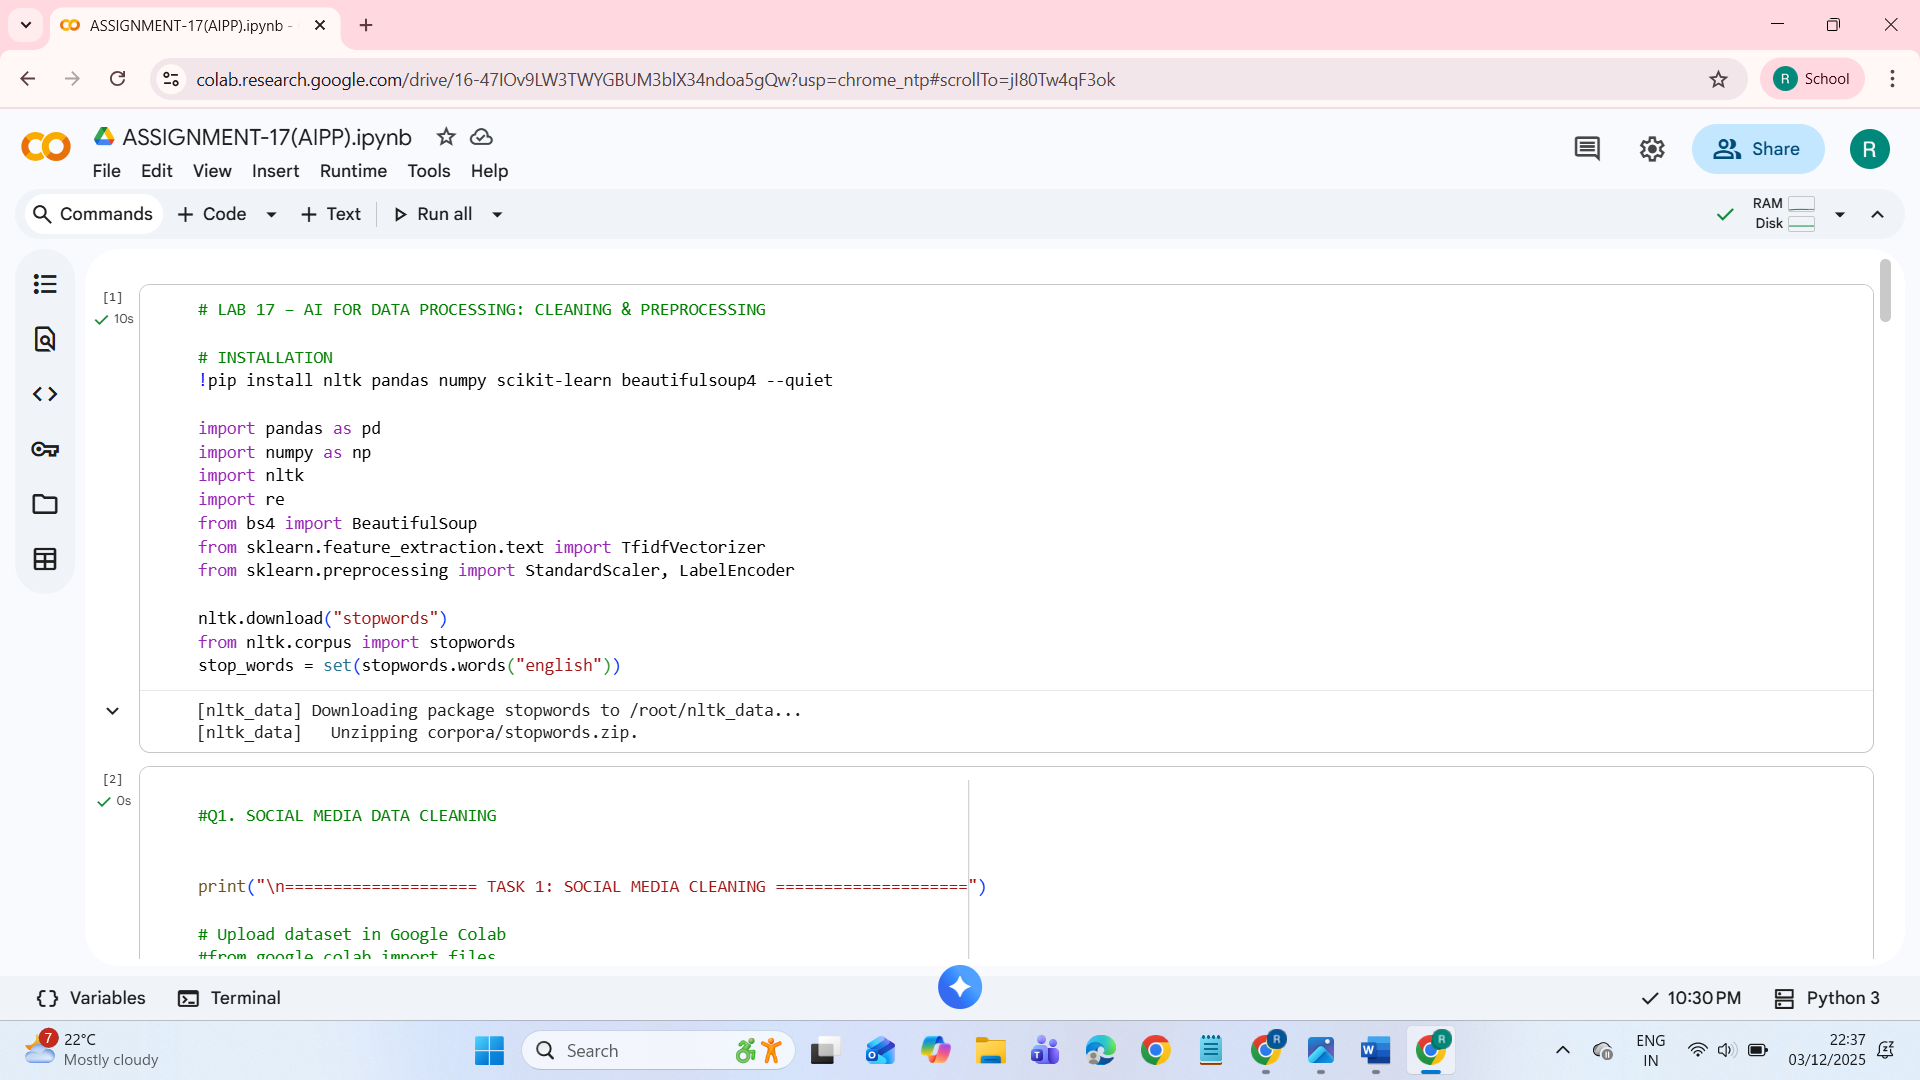 ASSIGNMENT-17(AIPP).ipynb -
colab.research.google.com/drive/16-47IOv9LW3TWYGBUM3blX34ndoa5gQw?usp=chrome_ntp#scrollTo=jI80Tw4qF3ok
R School
ASSIGNMENT-17(AIPP).ipynb
File Edit View Insert Runtime Tools Help
Share
R
Commands + Code + Text Run all
RAM
Disk
[1]
10s
# LAB 17 – AI FOR DATA PROCESSING: CLEANING & PREPROCESSING
# INSTALLATION
!pip install nltk pandas numpy scikit-learn beautifulsoup4 --quiet
import pandas as pd
import numpy as np
import nltk
import re
from bs4 import BeautifulSoup
from sklearn.feature_extraction.text import TfidfVectorizer
from sklearn.preprocessing import StandardScaler, LabelEncoder
nltk.download("stopwords")
from nltk.corpus import stopwords
stop_words = set(stopwords.words("english"))
[nltk_data] Downloading package stopwords to /root/nltk_data...
[nltk_data]   Unzipping corpora/stopwords.zip.
[2]
0s
#Q1. SOCIAL MEDIA DATA CLEANING
print("\n==================== TASK 1: SOCIAL MEDIA CLEANING ====================")
# Upload dataset in Google Colab
#from google.colab import files
Variables Terminal
10:30 PM Python 3
7
22°C
Mostly cloudy
Search
ENG
IN
22:37
03/12/2025